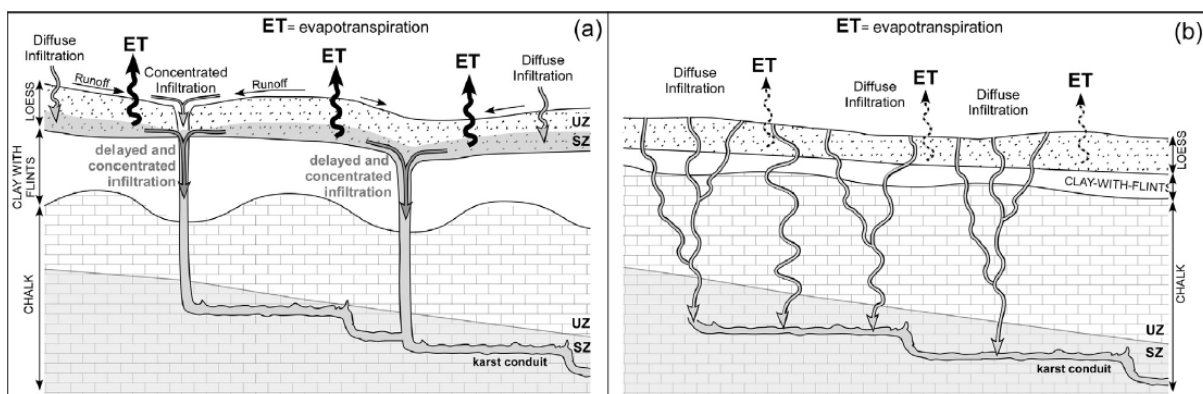 ET= evapotranspiration
(a)
Diffuse
Infiltration
ET
Runoff
Concentrated
Infiltration
Runoff
ET
ET
Diffuse
Infiltration
LOESS
UZ
SZ
CLAY WITH
FLINTS
delayed and
concentrated
infiltration
delayed and
concentrated
infiltration
CHALK
UZ
SZ
karst conduit
ET= evapotranspiration
(b)
Diffuse
Infiltration
ET
Diffuse
Infiltration
ET
Diffuse
Infiltration
ET
LOESS
CLAY-WITH-FLINTS
CHALK
UZ
SZ
karst conduit